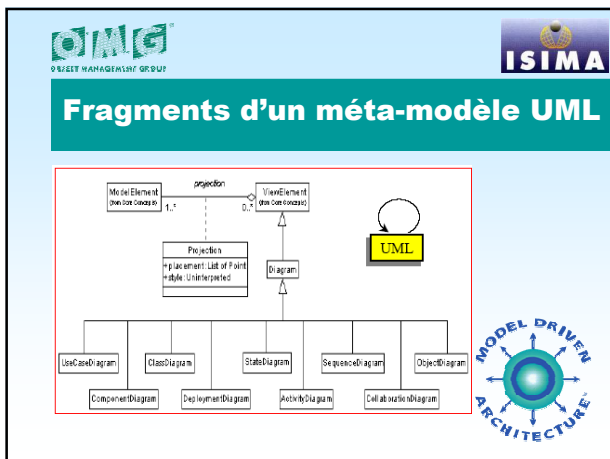 OMG
OBJECT MANAGEMENT GROUP
ISIMA
Fragments d'un méta-modèle UML
projection
ModelElement
(from Core Concepts)
1..*
0..*
ViewElement
(from Core Concepts)
Projection
+placement: List of Point
+style: Uninterpreted
Diagram
UML
UseCaseDiagram
ClassDiagram
StateDiagram
SequenceDiagram
ObjectDiagram
ComponentDiagram
DeploymentDiagram
ActivityDiagram
CollaborationDiagram
MODEL DRIVEN
ARCHITECTURE